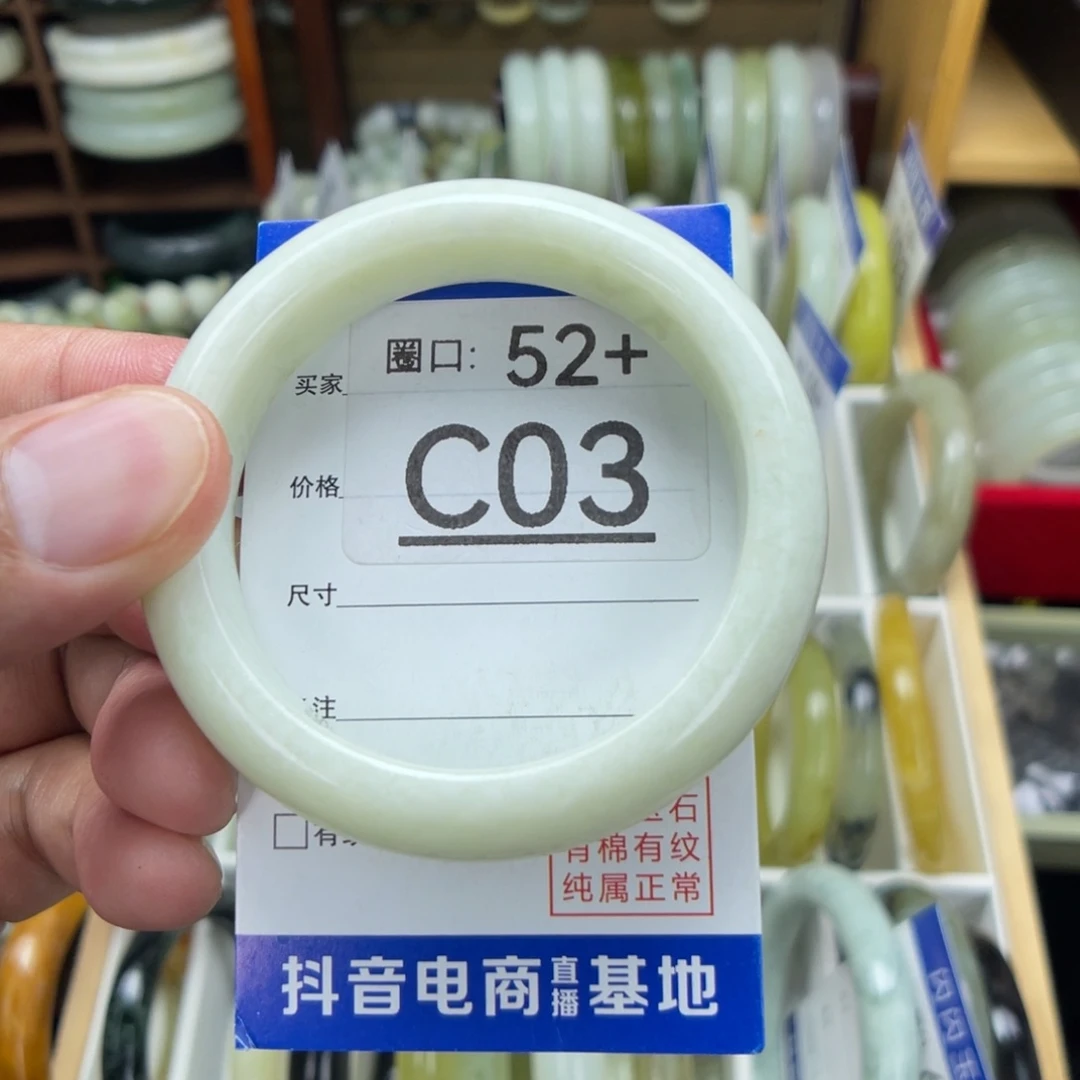 圈口: 52+
买家
C03
价格
尺寸
注
石
有棉有纹
纯属正常
抖音电商直播基地